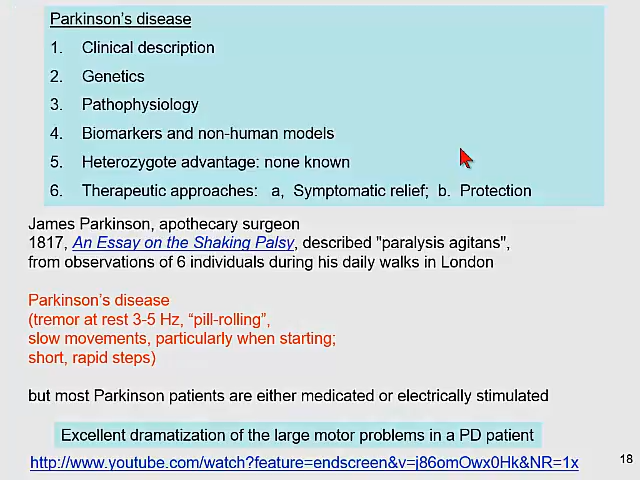 Parkinson's disease
1. Clinical description
2. Genetics
3. Pathophysiology
4. Biomarkers and non-human models
5. Heterozygote advantage: none known
6. Therapeutic approaches: a, Symptomatic relief; b. Protection
James Parkinson, apothecary surgeon
1817, An Essay on the Shaking Palsy, described "paralysis agitans",
from observations of 6 individuals during his daily walks in London
Parkinson's disease
(tremor at rest 3-5 Hz, “pill-rolling”,
slow movements, particularly when starting;
short, rapid steps)
but most Parkinson patients are either medicated or electrically stimulated
Excellent dramatization of the large motor problems in a PD patient
http://www.youtube.com/watch?feature=endscreen&v=j86omOwx0Hk&NR=1x
18